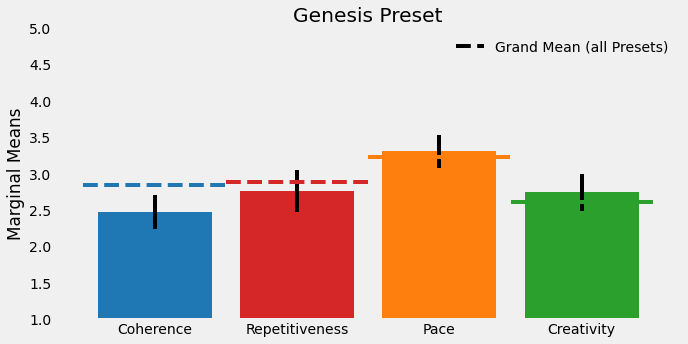 Genesis Preset
Grand Mean (all Presets)
Marginal Means
5.0
4.5
4.0
3.5
3.0
2.5
2.0
1.5
1.0
Coherence
Repetitiveness
Pace
Creativity